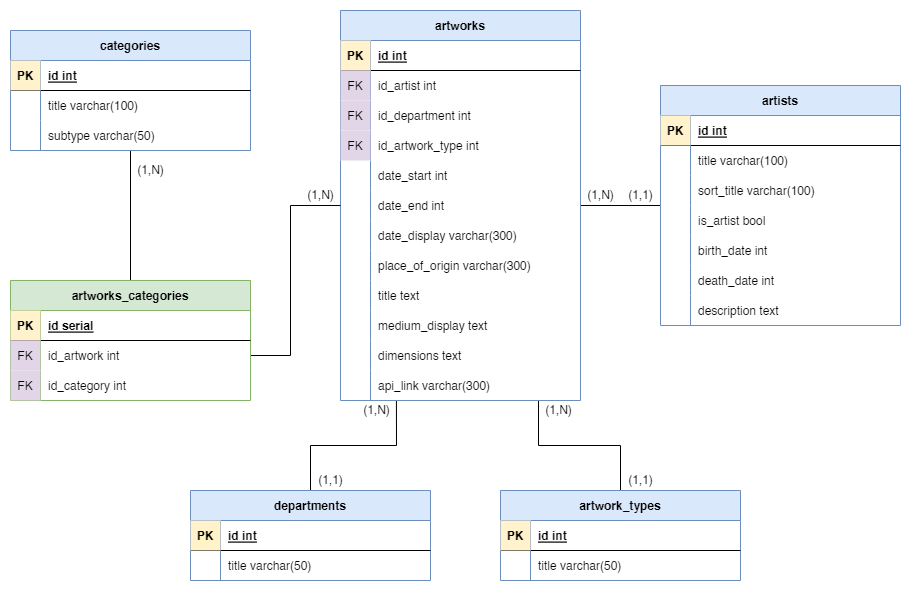 categories
PK id int
title varchar(100)
subtype varchar(50)
(1,N)
artworks_categories
PK id serial
FK id_artwork int
FK id_category int
(1,N)
artworks
PK id int
FK id_artist int
FK id_department int
FK id_artwork_type int
date_start int
date_end int
date_display varchar(300)
place_of_origin varchar(300)
title text
medium_display text
dimensions text
api_link varchar(300)
(1,N) (1,1)
artists
PK id int
title varchar(100)
sort_title varchar(100)
is_artist bool
birth_date int
death_date int
description text
(1,N)
(1,1)
departments
PK id int
title varchar(50)
(1,N)
(1,1)
artwork_types
PK id int
title varchar(50)